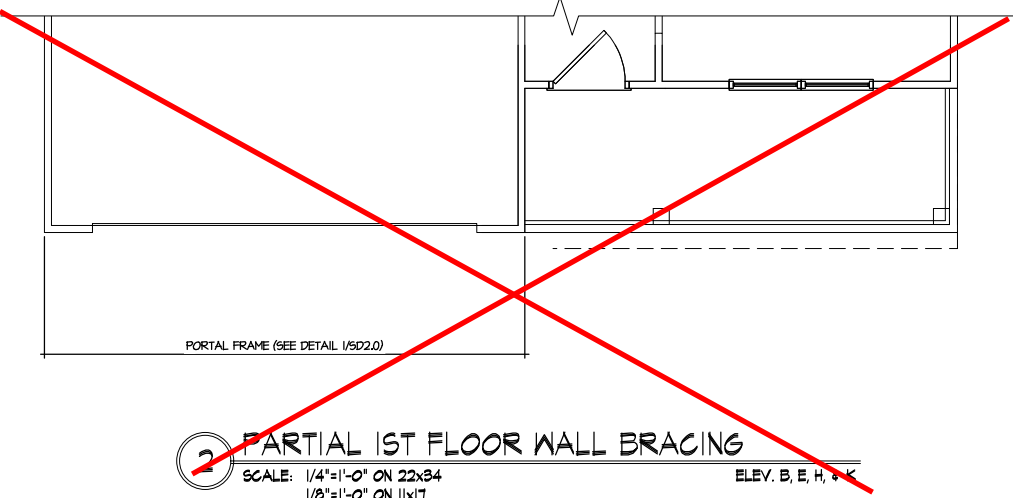 PORTAL FRAME (SEE DETAIL 1/SD2.0)
2
PARTIAL 1ST FLOOR WALL BRACING
SCALE: 1/4"=1'-0" ON 22x34
1/8"=1'-0" ON 11x17
ELEV. B, E, H, & K